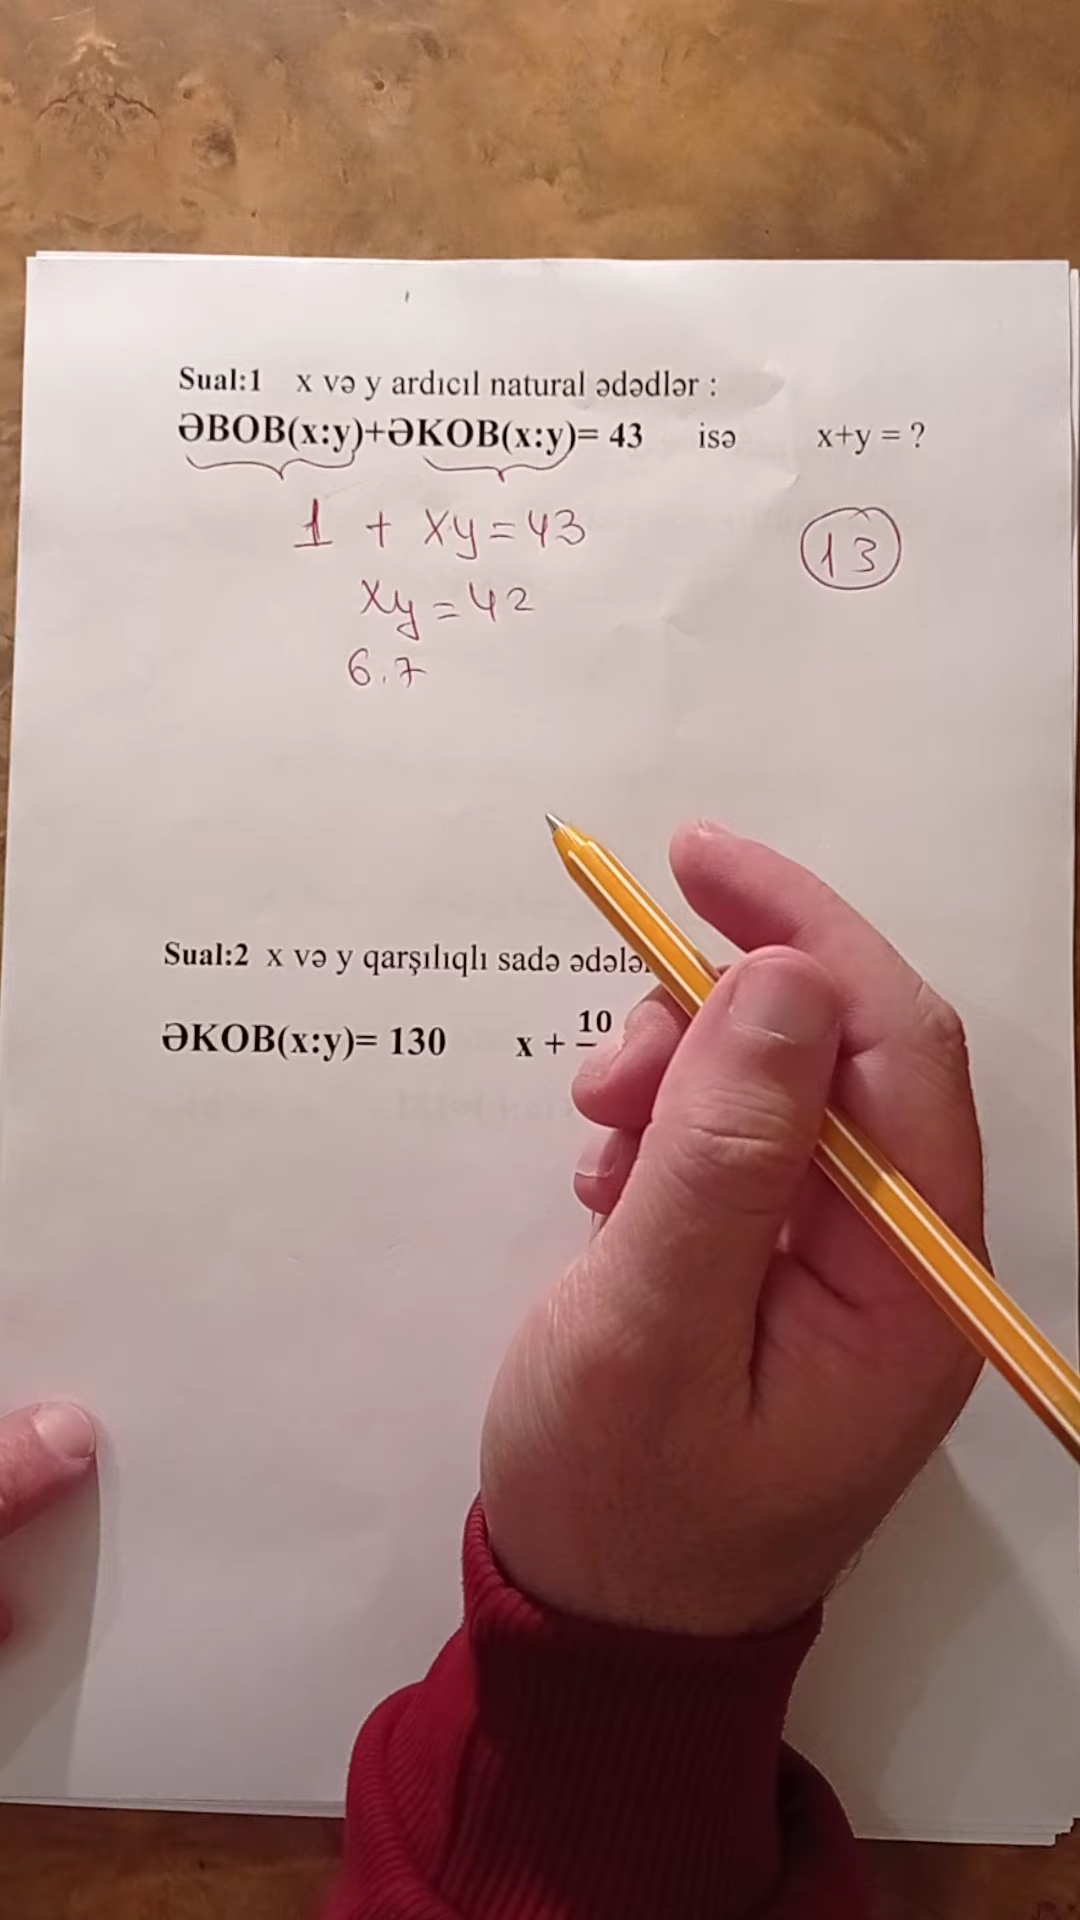 Sual:1 x və y ardıcıl natural ədədlər :
ƏBOB(x:y)+ƏKOB(x:y)= 43 isə x+y = ?
1 + xy = 43
13
xy = 42
6.7
Sual:2 x və y qarşılıqlı sadə
ƏKOB(x:y)= 130 x + 10